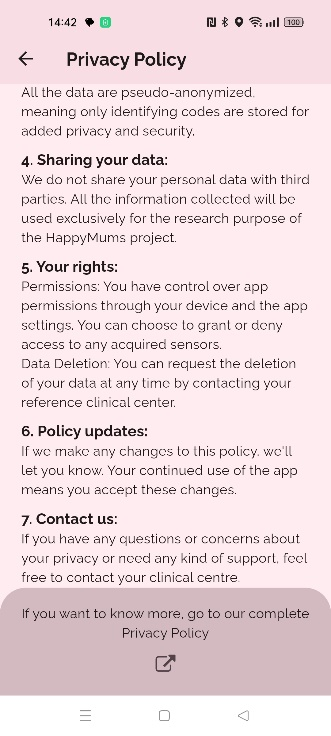 14:42
100
Privacy Policy
All the data are pseudo-anonymized,
meaning only identifying codes are stored for
added privacy and security.
4. Sharing your data:
We do not share your personal data with third
parties. All the information collected will be
used exclusively for the research purpose of
the HappyMums project.
5. Your rights:
Permissions: You have control over app
permissions through your device and the app
settings. You can choose to grant or deny
access to any acquired sensors.
Data Deletion: You can request the deletion
of your data at any time by contacting your
reference clinical center.
6. Policy updates:
If we make any changes to this policy, we'll
let you know. Your continued use of the app
means you accept these changes.
7. Contact us:
If you have any questions or concerns about
your privacy or need any kind of support, feel
free to contact your clinical centre.
If you want to know more, go to our complete
Privacy Policy